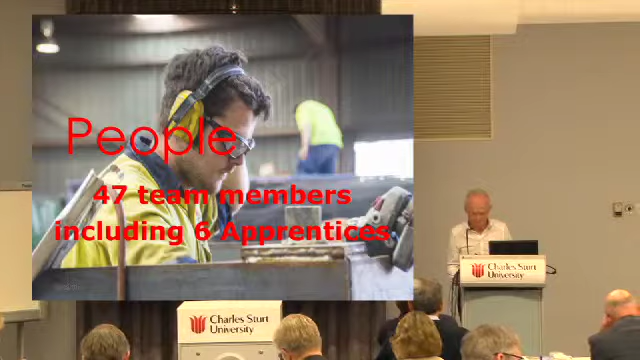 People
47 team members
including 6 Apprentices
Charles Sturt
University
Charles Sturt
University